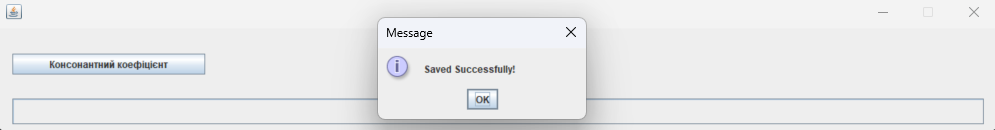 Message
Консонантний коефіцієнт
Saved Successfully!
OK